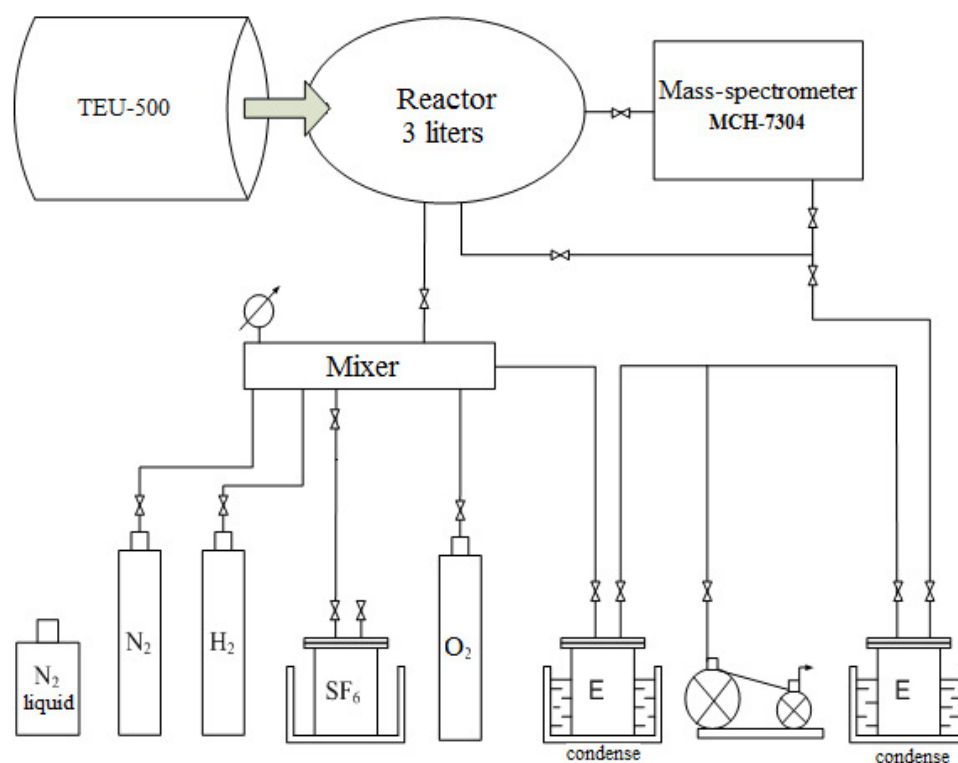 TEU-500
Reactor
3 liters
Mass-spectrometer
MCH-7304
Mixer
N₂
liquid
N₂
H₂
SF₆
O₂
E
condense
E
condense